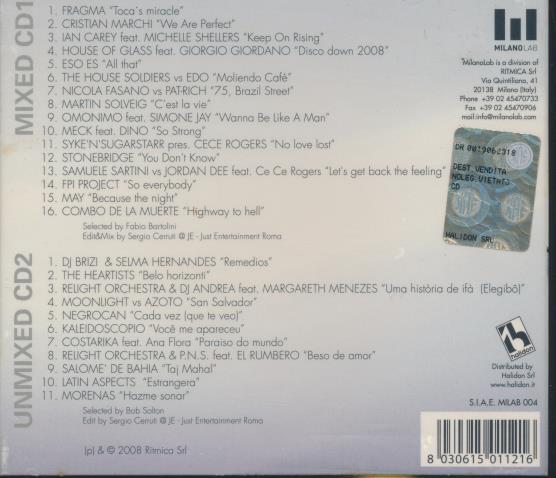 MIXED CD1
1. FRAGMA "Toca's miracle"
2. CRISTIAN MARCHI "We Are Perfect"
3. IAN CAREY feat. MICHELLE SHELLERS "Keep On Rising"
4. HOUSE OF GLASS feat. GIORGIO GIORDANO "Disco down 2008"
5. ESO ES "All that"
6. THE HOUSE SOLDIERS vs EDO "Moliendo Café"
7. NICOLA FASANO vs PATRICH "75, Brazil Street"
8. MARTIN SOLVEIG "C'est la vie"
9. OMONIMO feat. SIMONE JAY "Wanna Be Like A Man"
10. MECK feat. DINO "So Strong"
11. SYKE'N'SUGARSTARR pres. CECE ROGERS "No love lost"
12. STONEBRIDGE "You Don't Know"
13. SAMUELE SARTINI vs JORDAN DEE feat. Ce Ce Rogers "Let's get back the feeling"
14. FPI PROJECT "So everybody"
15. MAY "Because the night"
16. COMBO DE LA MUERTE "Highway to hell"
Selected by Fabio Bartolini
Edit&Mix by Sergio Cerruti @ JE - Just Entertainment Roma
UNMIXED CD2
1. DJ BRIZI & SELMA HERNANDES "Remedios"
2. THE HEARTISTS "Belo horizonti"
3. RELIGHT ORCHESTRA & DJ ANDREA feat. MARGARETH MENEZES "Uma història de ifà (Elegibô)"
4. MOONLIGHT vs AZOTO "San Salvador"
5. NEGROCAN "Cada vez (que te veo)"
6. KALEIDOSCOPIO "Você me apareceu"
7. COSTARIKA feat. Ana Flora "Paraiso do mundo"
8. RELIGHT ORCHESTRA & P.N.S. feat. EL RUMBERO "Beso de amor"
9. SALOME' DE BAHIA "Taj Mahal"
10. LATIN ASPECTS "Estrangera"
11. MORENAS "Hazme sonar"
Selected by Bob Solton
Edit by Sergio Cerruti @ JE - Just Entertainment Roma
(p) & © 2008 Ritmica Srl
MILANOLAB
MilanoLab is a division of
RITMICA Srl
Via Quintiliano, 41
20138 Milano (Italy)
Phone +39 02 45470733
Fax +39 02 45470906
mail:info@milanolab.com
DEST.VENDITA
NOLEG.VIETATO
CD
HALIDON SRL
halidon
Distributed by
Halidon Srl
www.halidon.it
S.I.A.E. MILAB 004
8 030615 011216